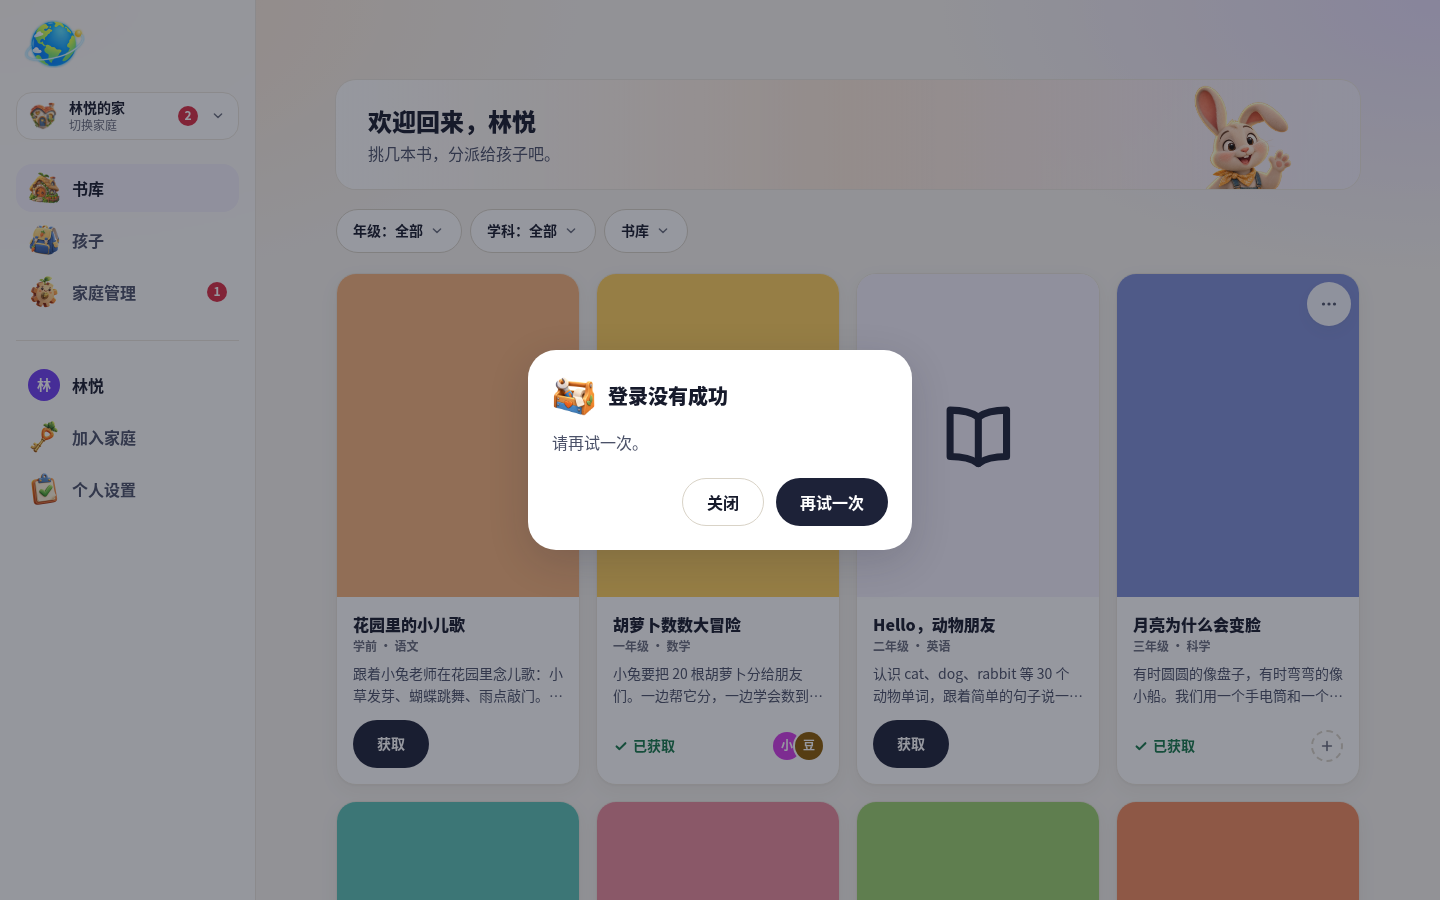 林悦的家
切换家庭
2
书库
孩子
家庭管理
1
林
林悦
加入家庭
个人设置
欢迎回来，林悦
挑几本书，分派给孩子吧。
年级：全部
学科：全部
书库
登录没有成功
请再试一次。
关闭
再试一次
花园里的小儿歌
学前 · 语文
跟着小兔老师在花园里念儿歌：小
草发芽、蝴蝶跳舞、雨点敲门。…
获取
胡萝卜数数大冒险
一年级 · 数学
小兔要把 20 根胡萝卜分给朋友
们。一边帮它分，一边学会数到…
已获取
小
豆
Hello，动物朋友
二年级 · 英语
认识 cat、dog、rabbit 等 30 个
动物单词，跟着简单的句子说一…
获取
月亮为什么会变脸
三年级 · 科学
有时圆圆的像盘子，有时弯弯的像
小船。我们用一个手电筒和一个…
已获取